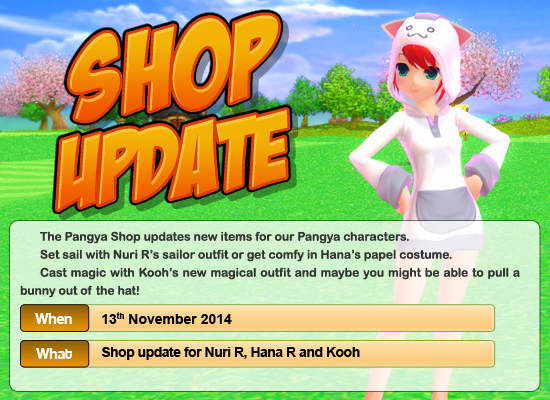 SHOP
UPDATE
The Pangya Shop updates new items for our Pangya characters.
Set sail with Nuri R's sailor outfit or get comfy in Hana's papel costume.
Cast magic with Kooh's new magical outfit and maybe you might be able to pull a
bunny out of the hat!
When 13th November 2014
What Shop update for Nuri R, Hana R and Kooh